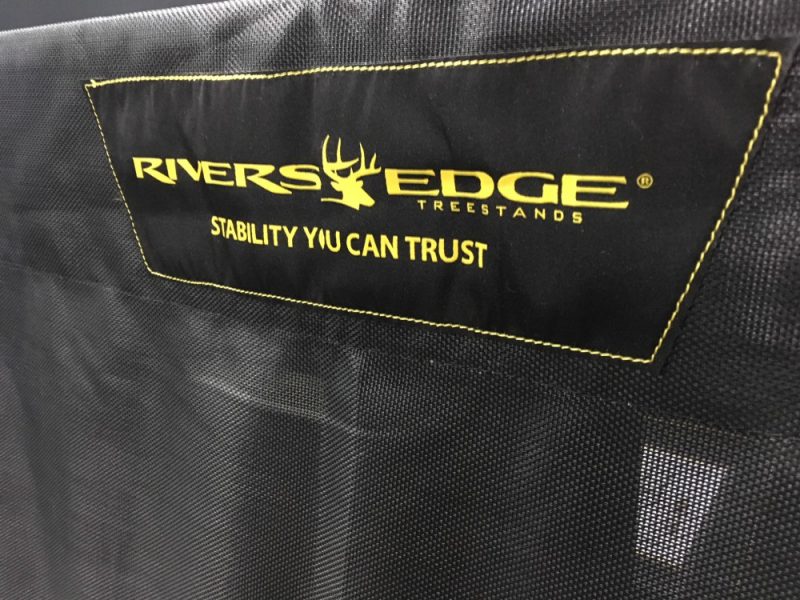 RIVERS EDGE®
TREESTANDS
STABILITY YOU CAN TRUST